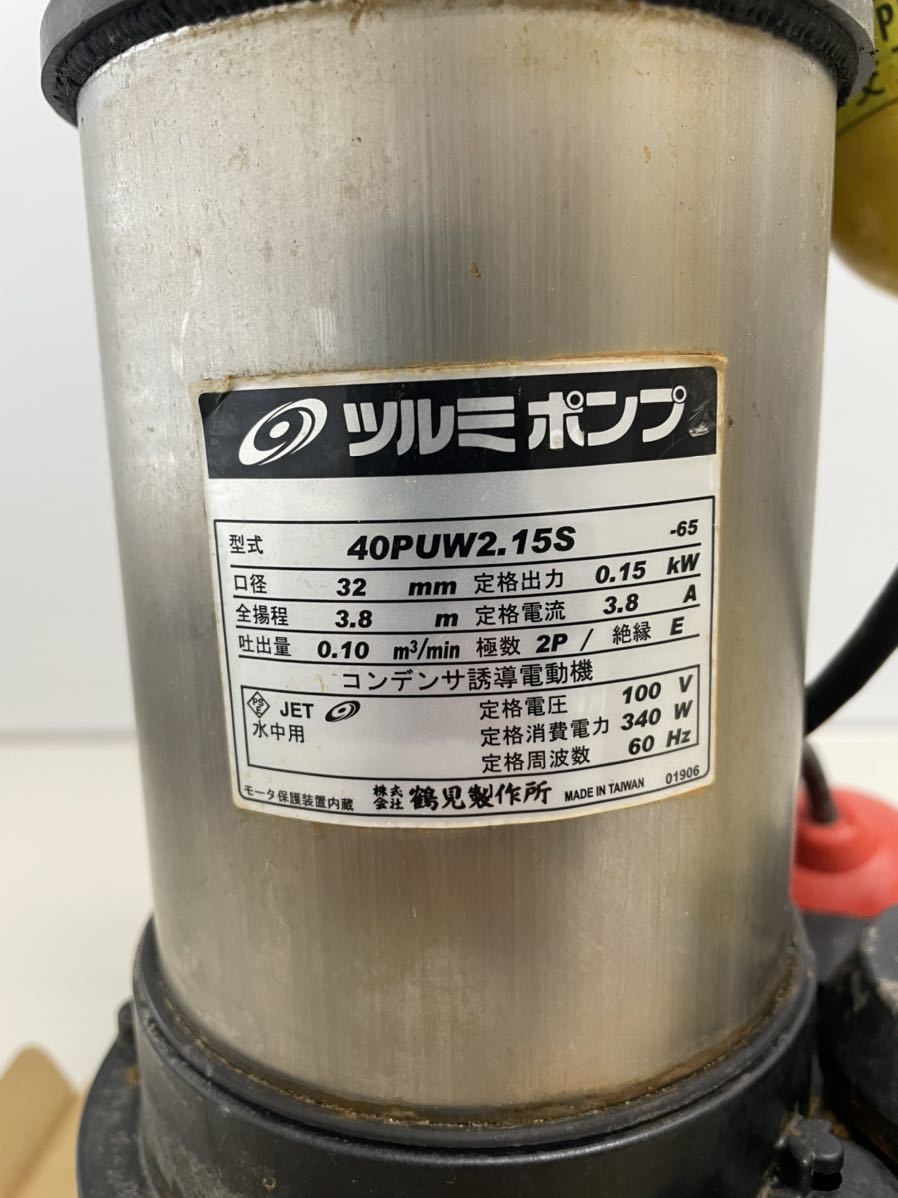 ツルミポンプ
型式 40PUW2.15S -65
口径 32 mm 定格出力 0.15 kW
全揚程 3.8 m 定格電流 3.8 A
吐出量 0.10 m³/min 極数 2P / 絶縁 E
コンデンサ誘導電動機
PSE JET 定格電圧 100 V
水中用 定格消費電力 340 W
定格周波数 60 Hz
モータ保護装置内蔵 株式会社 鶴見製作所 MADE IN TAIWAN 01906